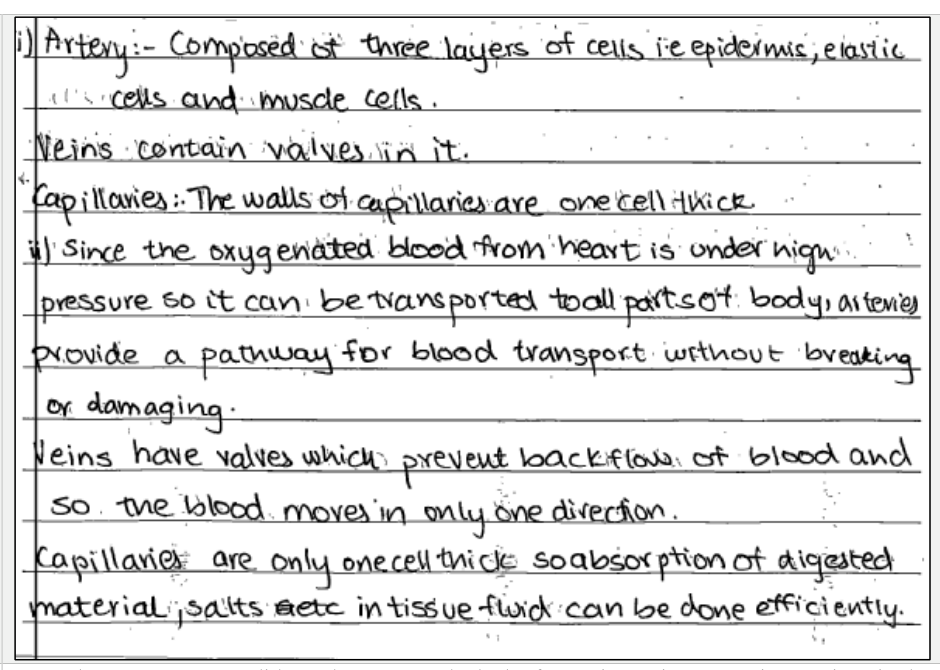 i) Artery:- Composed of three layers of cells i.e epidermis, elastic
cells and muscle cells.
Veins contain valves in it.
Capillaries:- The walls of capillaries are one cell thick
ii) Since the oxygenated blood from heart is under high
pressure so it can be transported to all parts of body, arteries
provide a pathway for blood transport without breaking
or damaging.
Veins have valves which prevent backflow of blood and
so the blood moves in only one direction.
Capillaries are only one cell thick so absorption of digested
material, salts etc in tissue fluid can be done efficiently.